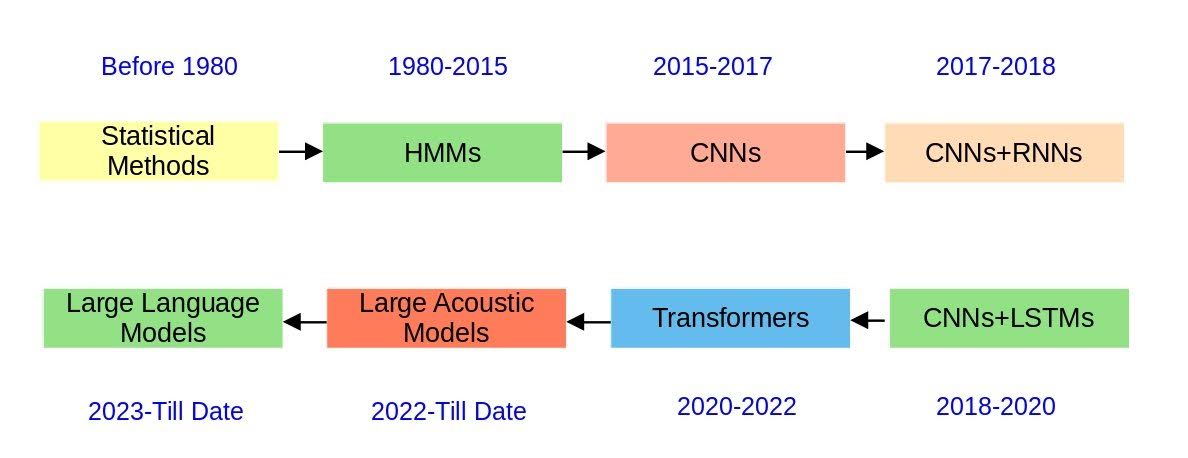 Before 1980
1980-2015
2015-2017
2017-2018
Statistical
Methods
HMMs
CNNs
CNNs+RNNs
Large Language
Models
Large Acoustic
Models
Transformers
CNNs+LSTMs
2023-Till Date
2022-Till Date
2020-2022
2018-2020